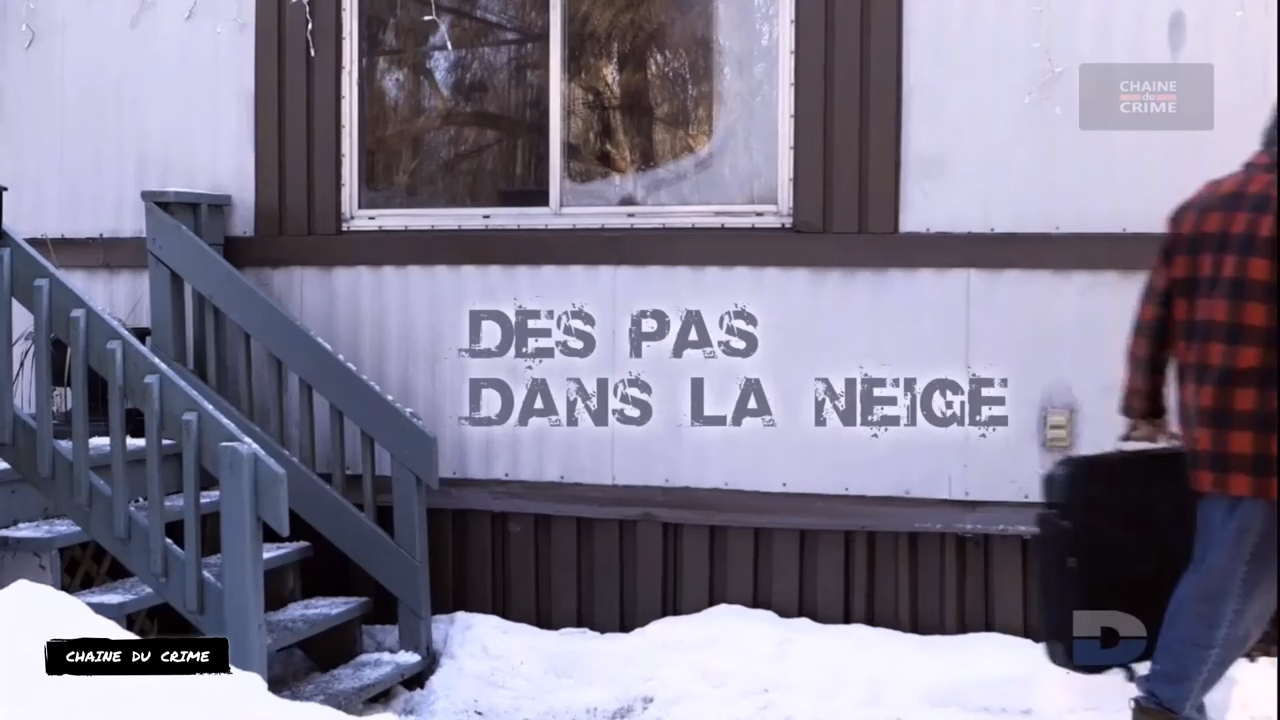 CHAINE
du
CRIME
DES PAS
DANS LA NEIGE
D
CHAINE DU CRIME